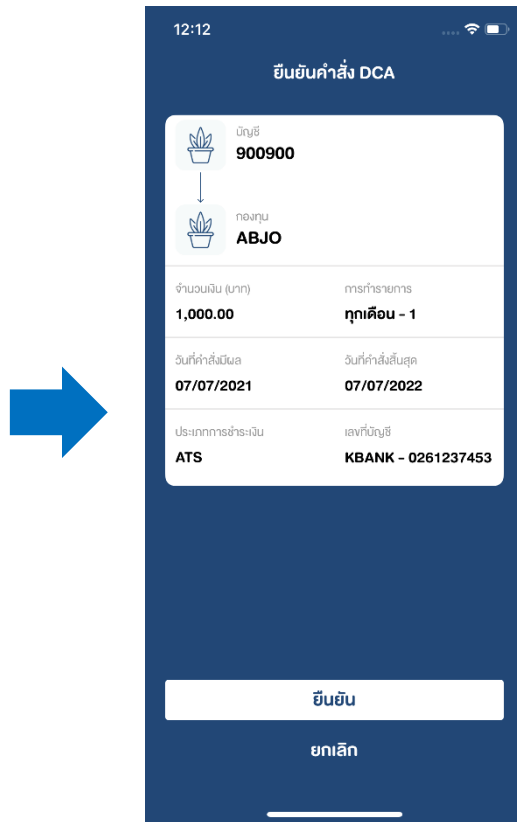 12:12
ยืนยันคำสั่ง DCA
บัญชี
900900
กองทุน
ABJO
จำนวนเงิน (บาท) การทำรายการ
1,000.00 ทุกเดือน - 1
วันที่คำสั่งมีผล วันที่คำสั่งสิ้นสุด
07/07/2021 07/07/2022
ประเภทการชำระเงิน เลขที่บัญชี
ATS KBANK - 0261237453
ยืนยัน
ยกเลิก